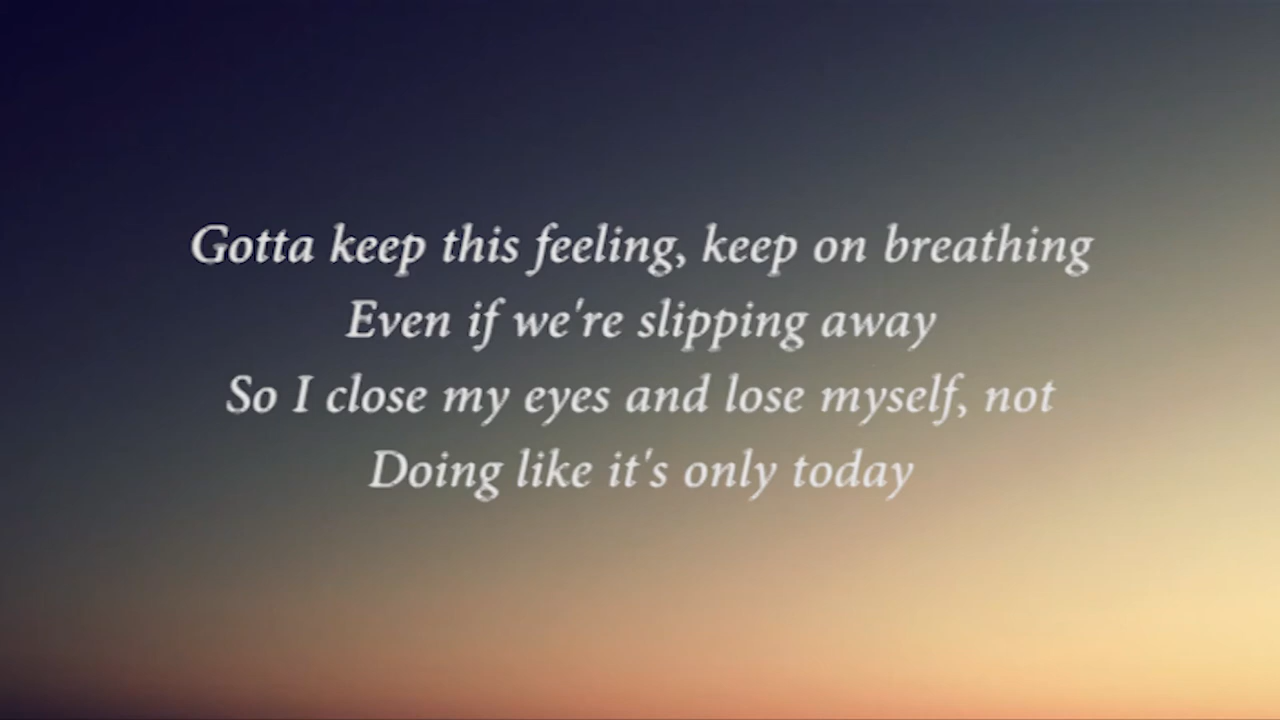 Gotta keep this feeling, keep on breathing
Even if we're slipping away
So I close my eyes and lose myself, not
Doing like it's only today